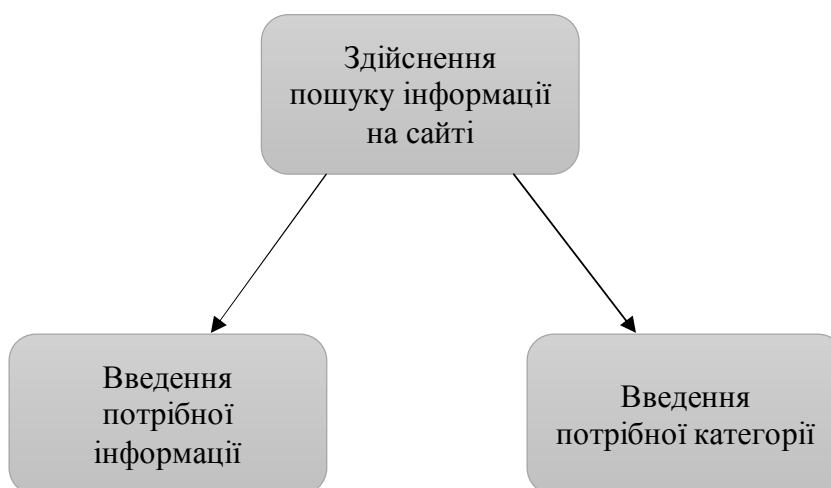 Здійснення
пошуку інформації
на сайті
Введення
потрібної
інформації
Введення
потрібної категорії